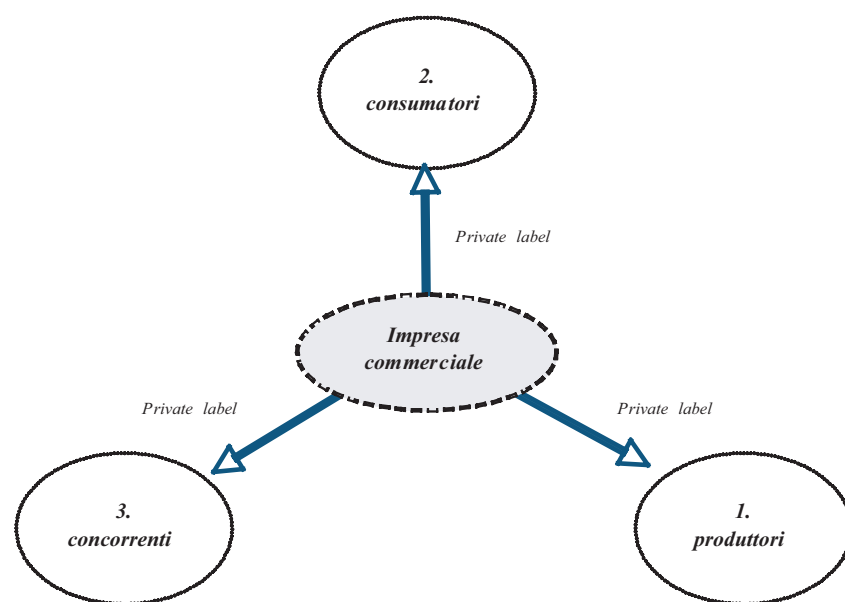 2.
consumatori
Private label
Impresa
commerciale
Private label
Private label
3.
concorrenti
1.
produttori